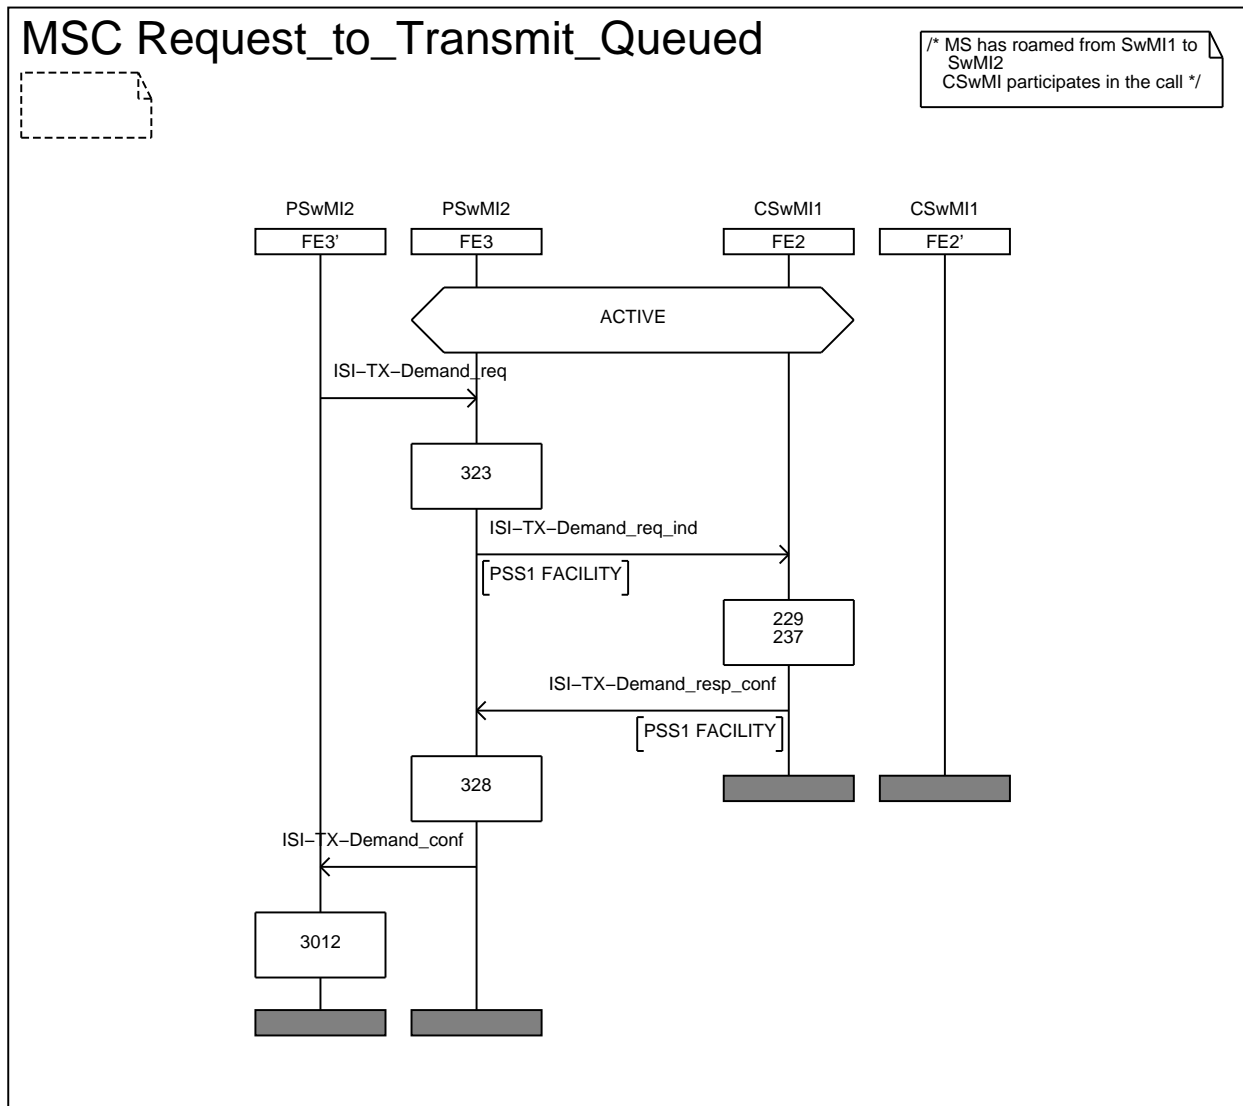 MSC Request_to_Transmit_Queued
/* MS has roamed from SwMI1 to
SwMI2
CSwMI participates in the call */
PSwMI2 PSwMI2 CSwMI1 CSwMI1
FE3' FE3 FE2 FE2'
ACTIVE
ISI−TX−Demand_req
323
ISI−TX−Demand_req_ind
PSS1 FACILITY
229
237
ISI−TX−Demand_resp_conf
PSS1 FACILITY
328
ISI−TX−Demand_conf
3012